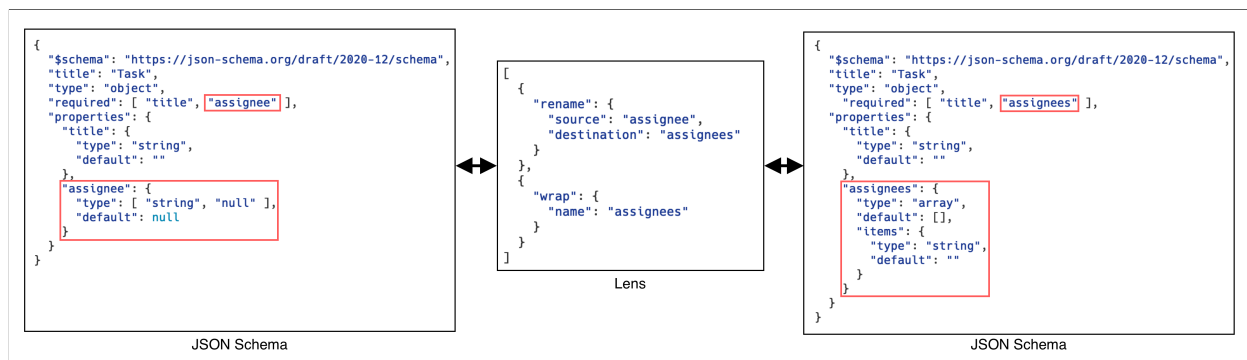 {
  "$schema": "https://json-schema.org/draft/2020-12/schema",
  "title": "Task",
  "type": "object",
  "required": [ "title", "assignee" ],
  "properties": {
    "title": {
      "type": "string",
      "default": ""
    },
    "assignee": {
      "type": [ "string", "null" ],
      "default": null
    }
  }
}
JSON Schema
[
  {
    "rename": {
      "source": "assignee",
      "destination": "assignees"
    }
  },
  {
    "wrap": {
      "name": "assignees"
    }
  }
]
Lens
{
  "$schema": "https://json-schema.org/draft/2020-12/schema",
  "title": "Task",
  "type": "object",
    "required": [ "title", "assignees" ],
  "properties": {
    "title": {
      "type": "string",
      "default": ""
    },
    "assignees": {
      "type": "array",
      "default": [],
      "items": {
        "type": "string",
        "default": ""
      }
    }
  }
}
JSON Schema